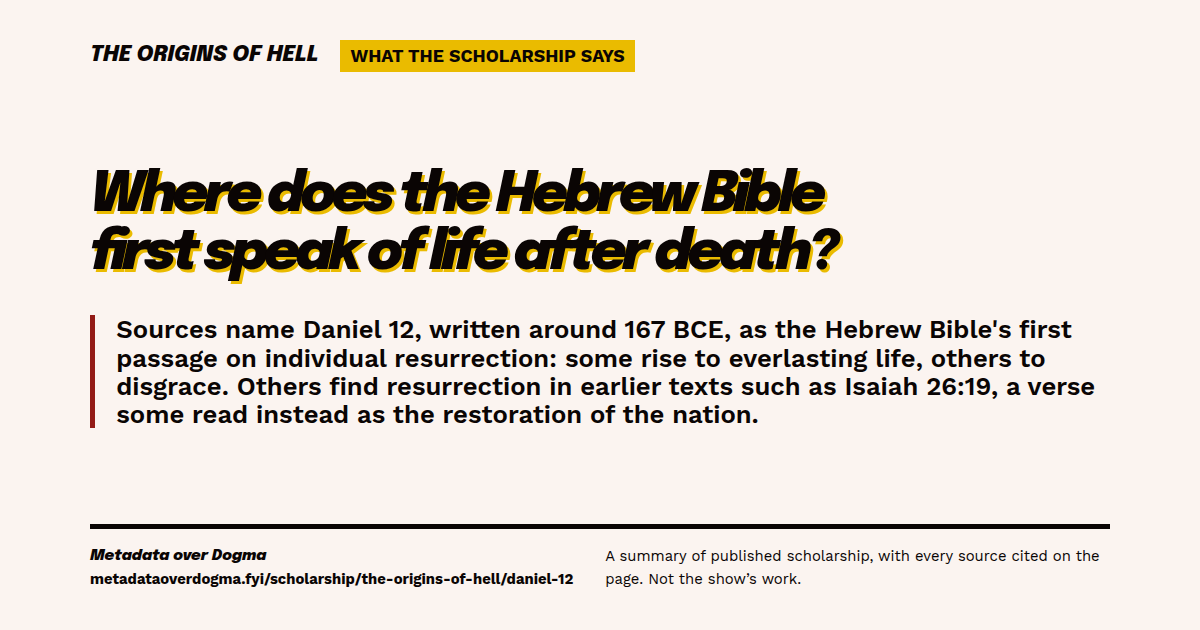 THE ORIGINS OF HELL
WHAT THE SCHOLARSHIP SAYS
Where does the Hebrew Bible
first speak of life after death?
Sources name Daniel 12, written around 167 BCE, as the Hebrew Bible's first
passage on individual resurrection: some rise to everlasting life, others to
disgrace. Others find resurrection in earlier texts such as Isaiah 26:19, a verse
some read instead as the restoration of the nation.
Metadata over Dogma
metadataoverdogma.fyi/scholarship/the-origins-of-hell/daniel-12
A summary of published scholarship, with every source cited on the
page. Not the show’s work.